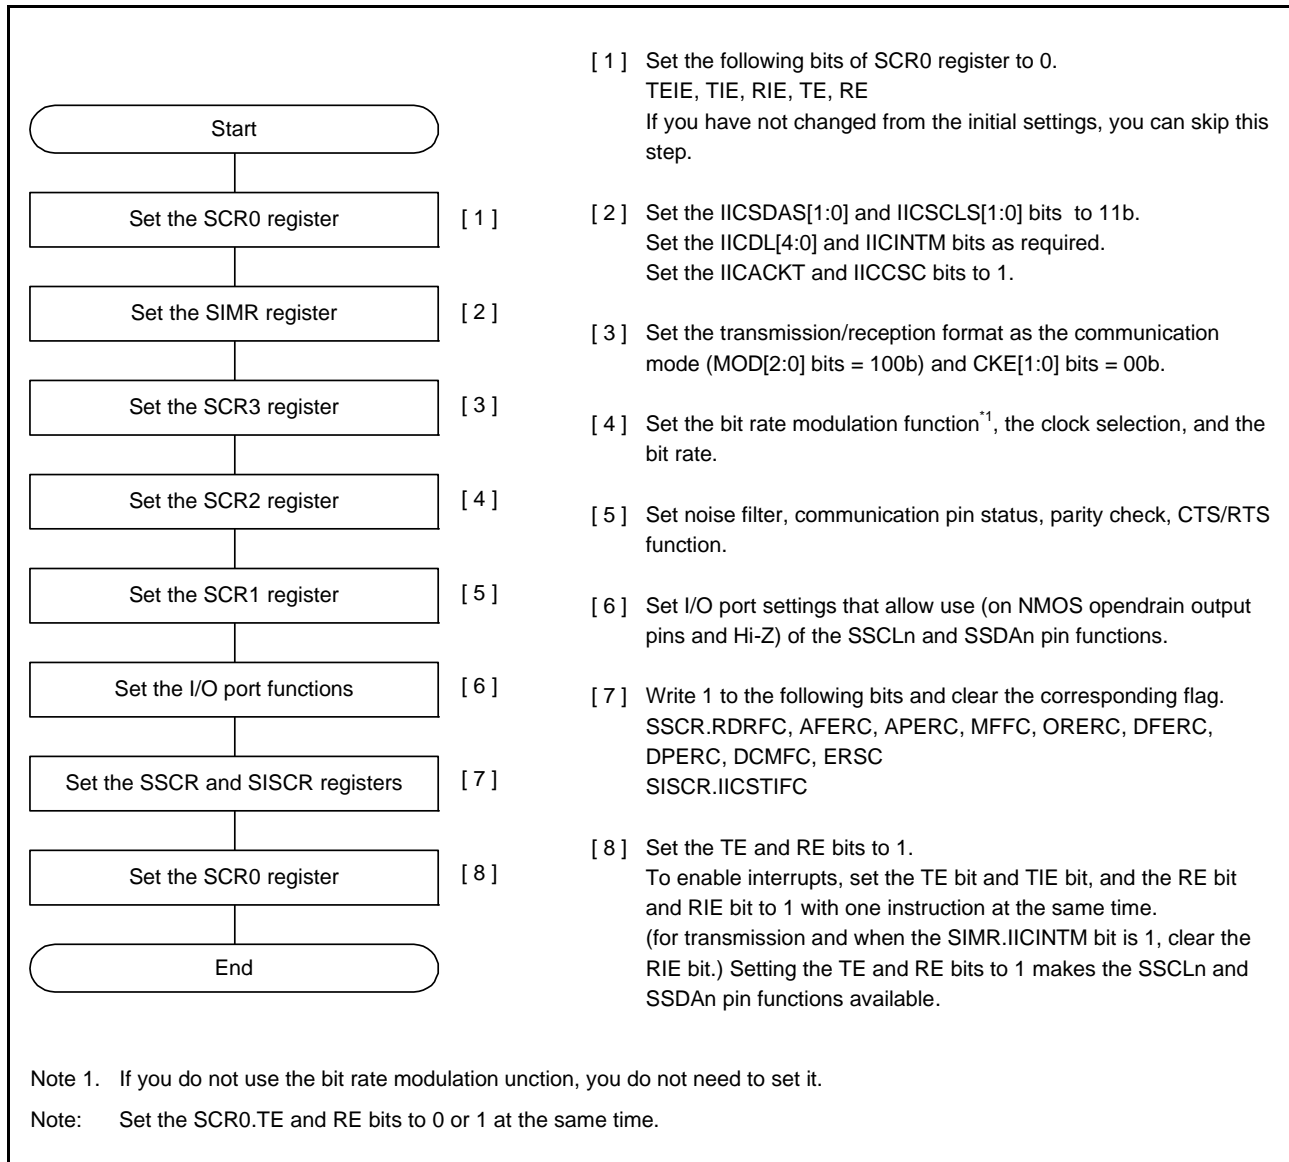 Start
Set the SCR0 register [ 1 ]
Set the SIMR register [ 2 ]
Set the SCR3 register [ 3 ]
Set the SCR2 register [ 4 ]
Set the SCR1 register [ 5 ]
Set the I/O port functions [ 6 ]
Set the SSCR and SISCR registers [ 7 ]
Set the SCR0 register [ 8 ]
End
[ 1 ] Set the following bits of SCR0 register to 0.
TEIE, TIE, RIE, TE, RE
If you have not changed from the initial settings, you can skip this
step.
[ 2 ] Set the IICSDAS[1:0] and IICSCLS[1:0] bits to 11b.
Set the IICDL[4:0] and IICINTM bits as required.
Set the IICACKT and IICCSC bits to 1.
[ 3 ] Set the transmission/reception format as the communication
mode (MOD[2:0] bits = 100b) and CKE[1:0] bits = 00b.
[ 4 ] Set the bit rate modulation function*1, the clock selection, and the
bit rate.
[ 5 ] Set noise filter, communication pin status, parity check, CTS/RTS
function.
[ 6 ] Set I/O port settings that allow use (on NMOS opendrain output
pins and Hi-Z) of the SSCLn and SSDAn pin functions.
[ 7 ] Write 1 to the following bits and clear the corresponding flag.
SSCR.RDRFC, AFERC, APERC, MFFC, ORERC, DFERC,
DPERC, DCMFC, ERSC
SISCR.IICSTIFC
[ 8 ] Set the TE and RE bits to 1.
To enable interrupts, set the TE bit and TIE bit, and the RE bit
and RIE bit to 1 with one instruction at the same time.
(for transmission and when the SIMR.IICINTM bit is 1, clear the
RIE bit.) Setting the TE and RE bits to 1 makes the SSCLn and
SSDAn pin functions available.
Note 1. If you do not use the bit rate modulation unction, you do not need to set it.
Note: Set the SCR0.TE and RE bits to 0 or 1 at the same time.